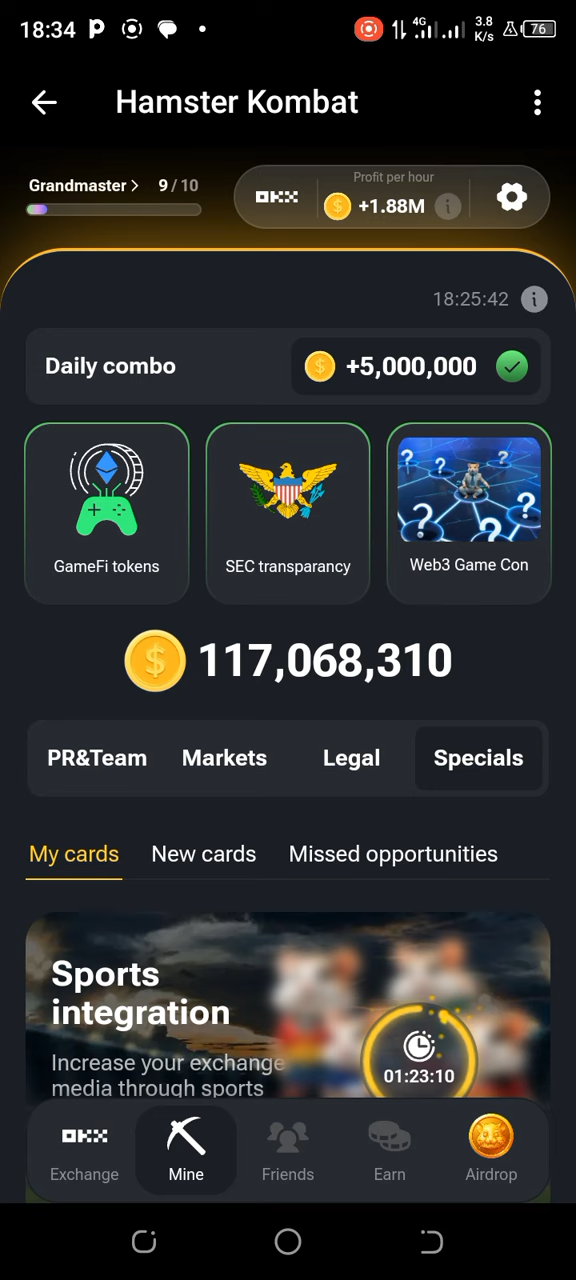 18:34
4G
3.8
K/s
76
Hamster Kombat
Grandmaster > 9 / 10
OKX
Profit per hour
$ +1.88M i
18:25:42 i
Daily combo
$ +5,000,000
GameFi tokens
SEC transparancy
? ? ? ? ? ?
Web3 Game Con
$ 117,068,310
PR&Team Markets Legal Specials
My cards New cards Missed opportunities
Sports
integration
Increase your exchange
media through sports
01:23:10
OKX
Exchange Mine Friends Earn Airdrop